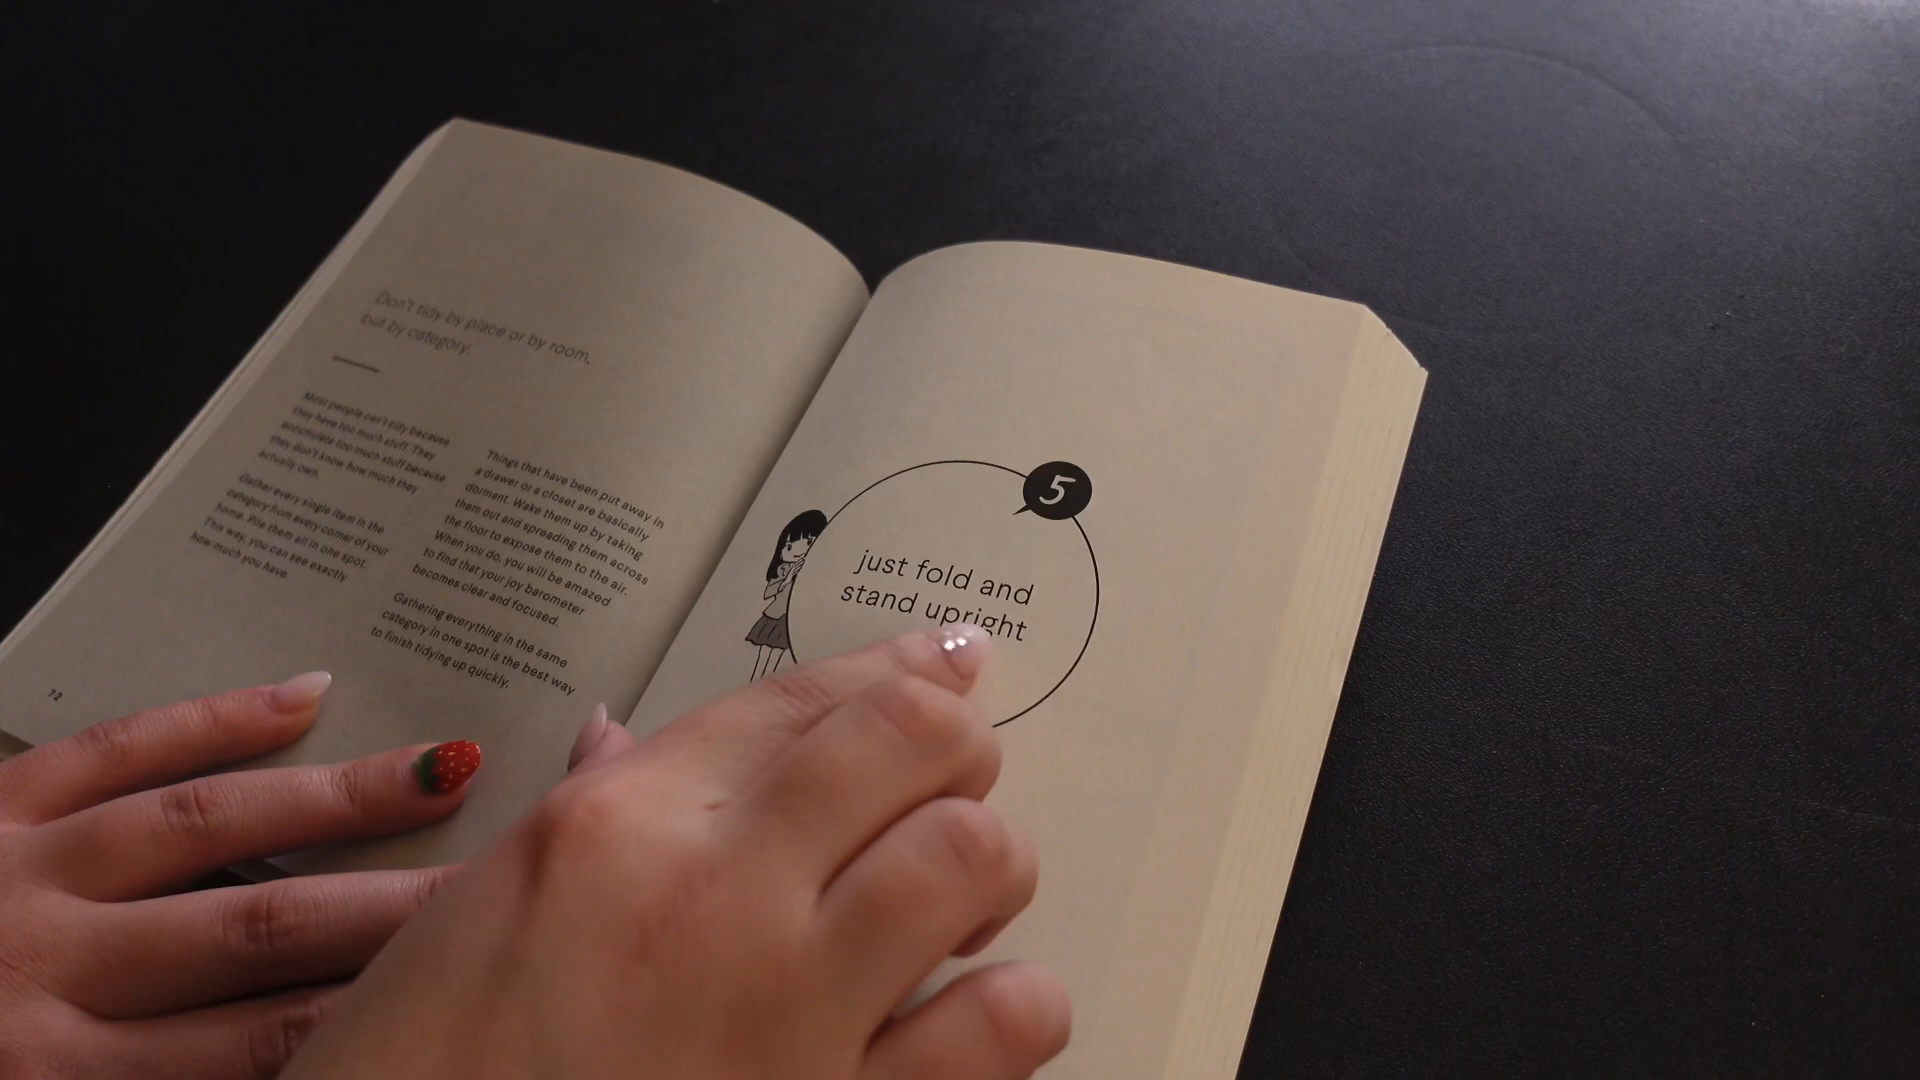 Don't tidy by place or by room,
but by category.
Most people can't tidy because
they have too much stuff. They
accumulate too much stuff because
they don't know how much they
actually own.
Gather every single item in the
category from every corner of your
home. Pile them all in one spot.
This way, you can see exactly
how much you have.
Things that have been put away in
a drawer or a closet are basically
dormant. Wake them up by taking
them out and spreading them across
the floor to expose them to the air.
When you do, you will be amazed
to find that your joy barometer
becomes clear and focused.
Gathering everything in the same
category in one spot is the best way
to finish tidying up quickly.
72
5
just fold and
stand upright